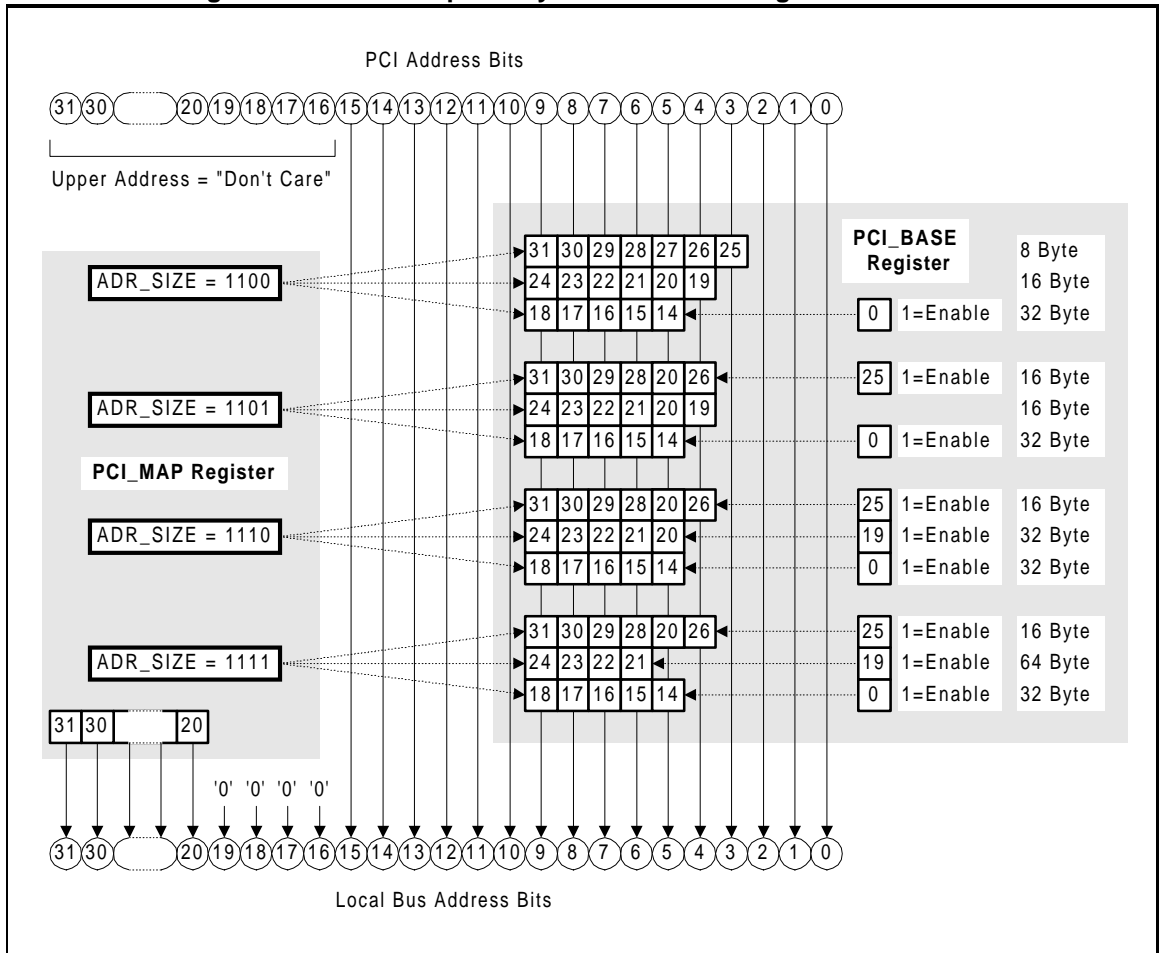 PCI Address Bits
31 30 20 19 18 17 16 15 14 13 12 11 10 9 8 7 6 5 4 3 2 1 0
Upper Address = "Don't Care"
PCI_BASE Register
ADR_SIZE = 1100
31 30 29 28 27 26 25 8 Byte
24 23 22 21 20 19 16 Byte
18 17 16 15 14 0 1=Enable 32 Byte
ADR_SIZE = 1101
31 30 29 28 20 26 25 1=Enable 16 Byte
24 23 22 21 20 19 16 Byte
18 17 16 15 14 0 1=Enable 32 Byte
PCI_MAP Register
ADR_SIZE = 1110
31 30 29 28 20 26 25 1=Enable 16 Byte
24 23 22 21 20 19 1=Enable 32 Byte
18 17 16 15 14 0 1=Enable 32 Byte
ADR_SIZE = 1111
31 30 29 28 20 26 25 1=Enable 16 Byte
24 23 22 21 19 1=Enable 64 Byte
18 17 16 15 14 0 1=Enable 32 Byte
31 30 20
'0' '0' '0' '0'
31 30 20 19 18 17 16 15 14 13 12 11 10 9 8 7 6 5 4 3 2 1 0
Local Bus Address Bits